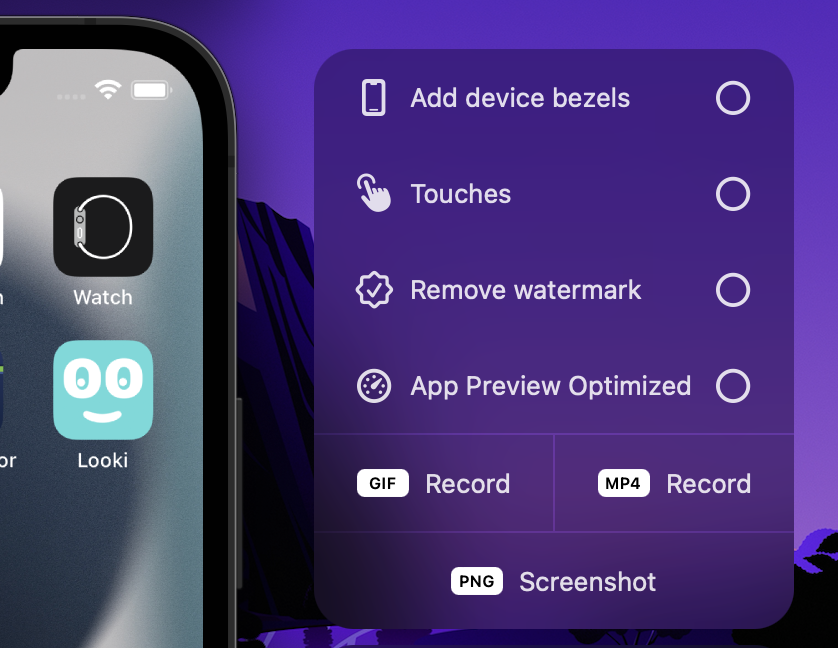 Watch
Looki
or
Add device bezels
Touches
Remove watermark
App Preview Optimized
GIF Record
MP4 Record
PNG Screenshot